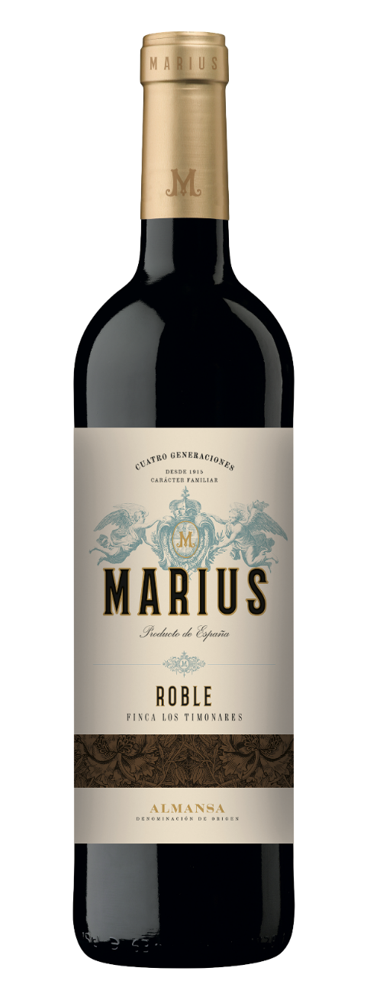 MARIUS
M
CUATRO GENERACIONES
DESDE 1915
CARÁCTER FAMILIAR
M
MARIUS
Producto de España
M
ROBLE
FINCA LOS TIMONARES
ALMANSA
DENOMINACIÓN DE ORIGEN